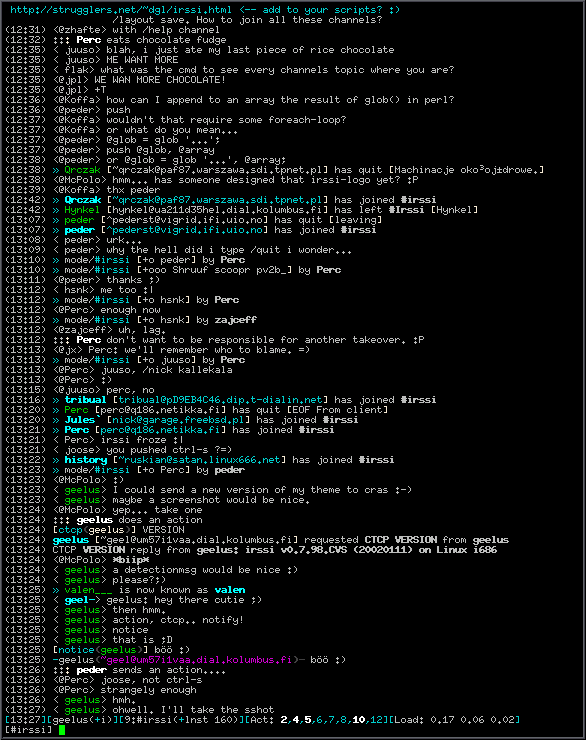 http://strugglers.net/~dgl/irssi.html <-- add to your scripts? :)
/layout save. How to join all these channels?
(12:31) <@zhafte> with /help channel
(12:32) ::: Perc eats chocolate fudge
(12:35) < juuso> blah, i just ate my last piece of rice chocolate
(12:35) < juuso> ME WANT MORE
(12:35) < flak> what was the cmd to see every channels topic where you are?
(12:35) <@jpl> WE WAN MORE CHOCOLATE!
(12:35) <@jpl> +T
(12:36) <@Koffa> how can I append to an array the result of glob() in perl?
(12:36) <@peder> push
(12:37) <@Koffa> wouldn't that require some foreach-loop?
(12:37) <@Koffa> or what do you mean...
(12:37) <@peder> @glob = glob '...';
(12:37) <@peder> push @glob, @array
(12:38) <@peder> or @glob = glob '...', @array;
(12:38) » Qrczak [~qrczak@paf87.warszawa.sdi.tpnet.pl] has quit [Machinacje oko³oj±drowe.]
(12:38) <@McPolo> hmm... has someone designed that irssi-logo yet? :P
(12:39) <@Koffa> thx peder
(12:42) » Qrczak [~qrczak@paf87.warszawa.sdi.tpnet.pl] has joined #irssi
(12:42) » Hynkel [hynkel@ua211d35hel.dial.kolumbus.fi] has left #Irssi [Hynkel]
(13:07) » peder [^pederst@vigrid.ifi.uio.no] has quit [leaving]
(13:07) » peder [^pederst@vigrid.ifi.uio.no] has joined #irssi
(13:08) < peder> urk...
(13:09) < peder> why the hell did i type /quit i wonder...
(13:10) » mode/#irssi [+o peder] by Perc
(13:10) » mode/#irssi [+ooo Shruuf scoopr pv2b_] by Perc
(13:11) <@peder> thanks ;)
(13:12) < hsnk> me too :|
(13:12) » mode/#irssi [+o hsnk] by Perc
(13:12) <@Perc> enough now
(13:12) » mode/#irssi [+o hsnk] by zajceff
(13:12) <@zajceff> uh, lag.
(13:12) ::: Perc don't want to be responsible for another takeover. :P
(13:13) <@jx> Perc: we'll remember who to blame. =)
(13:13) » mode/#irssi [+o juuso] by Perc
(13:13) <@Perc> juuso, /nick kallekala
(13:13) <@Perc> :)
(13:15) <@juuso> perc, no
(13:16) » tribual [tribual@pD9EB4C46.dip.t-dialin.net] has joined #irssi
(13:20) » Perc [perc@q186.netikka.fi] has quit [EOF From client]
(13:20) » Jules` [nick@garage.freebsd.pl] has joined #irssi
(13:21) » Perc [perc@q186.netikka.fi] has joined #irssi
(13:21) < Perc> irssi froze :|
(13:21) < joose> you pushed ctrl-s ?=)
(13:22) » history [~ruskian@satan.linux666.net] has joined #irssi
(13:23) » mode/#irssi [+o Perc] by peder
(13:23) <@McPolo> :)
(13:23) < geelus> I could send a new version of my theme to cras :-)
(13:23) < geelus> maybe a screenshot would be nice.
(13:24) <@McPolo> yep... take one
(13:24) ::: geelus does an action
(13:24) [ctcp(geelus)] VERSION
(13:24) geelus [~geel@um57i1vaa.dial.kolumbus.fi] requested CTCP VERSION from geelus
(13:24) CTCP VERSION reply from geelus: irssi v0.7.98.CVS (20020111) on Linux i686
(13:24) <@McPolo> *biip*
(13:24) < geelus> a detectionmsg would be nice :)
(13:25) < geelus> please?;)
(13:25) » valen___ is now known as valen
(13:25) < geel-> geelus: hey there cutie ;)
(13:25) < geelus> then hmm.
(13:25) < geelus> action, ctcp.. notify!
(13:25) < geelus> notice
(13:25) < geelus> that is ;D
(13:25) [notice(geelus)] böö :)
(13:25) -geelus(~geel@um57i1vaa.dial.kolumbus.fi)- böö :)
(13:26) ::: peder sends an action....
(13:26) <@Perc> joose, not ctrl-s
(13:26) <@Perc> strangely enough
(13:26) < geelus> hmh.
(13:26) < geelus> ohwell. I'll take the sshot
[13:27][geelus(+i)][9:#irssi(+lnst 160)][Act: 2,4,5,6,7,8,10,12][Load: 0.17 0.06 0.02]
[#irssi]